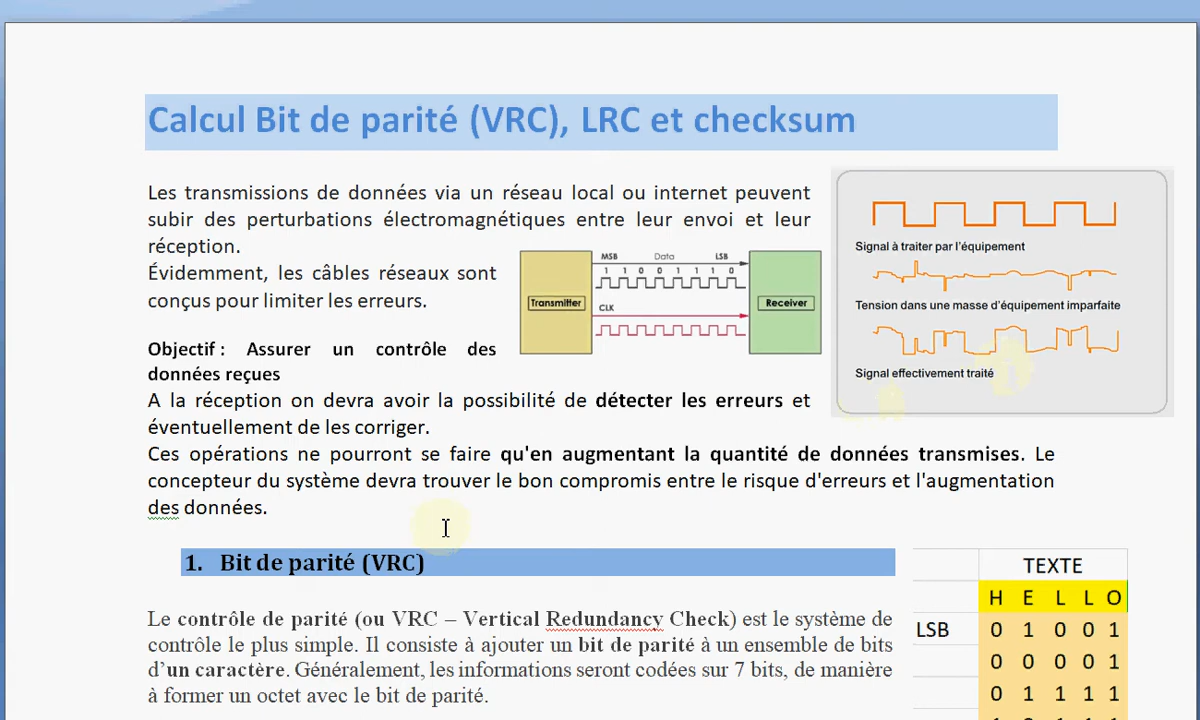 Calcul Bit de parité (VRC), LRC et checksum
Les transmissions de données via un réseau local ou internet peuvent
subir des perturbations électromagnétiques entre leur envoi et leur
réception.
Évidemment, les câbles réseaux sont
conçus pour limiter les erreurs.
Objectif : Assurer un contrôle des
données reçues
MSB Data LSB
1 1 0 0 1 1 1 0
Transmitter
Receiver
CLK
Signal à traiter par l'équipement
Tension dans une masse d'équipement imparfaite
Signal effectivement traité
A la réception on devra avoir la possibilité de détecter les erreurs et
éventuellement de les corriger.
Ces opérations ne pourront se faire qu'en augmentant la quantité de données transmises. Le
concepteur du système devra trouver le bon compromis entre le risque d'erreurs et l'augmentation
des données.
1. Bit de parité (VRC)
Le contrôle de parité (ou VRC – Vertical Redundancy Check) est le système de
contrôle le plus simple. Il consiste à ajouter un bit de parité à un ensemble de bits
d'un caractère. Généralement, les informations seront codées sur 7 bits, de manière
à former un octet avec le bit de parité.
TEXTE
H E L L O
LSB 0 1 0 0 1
0 0 0 0 1
0 1 1 1 1